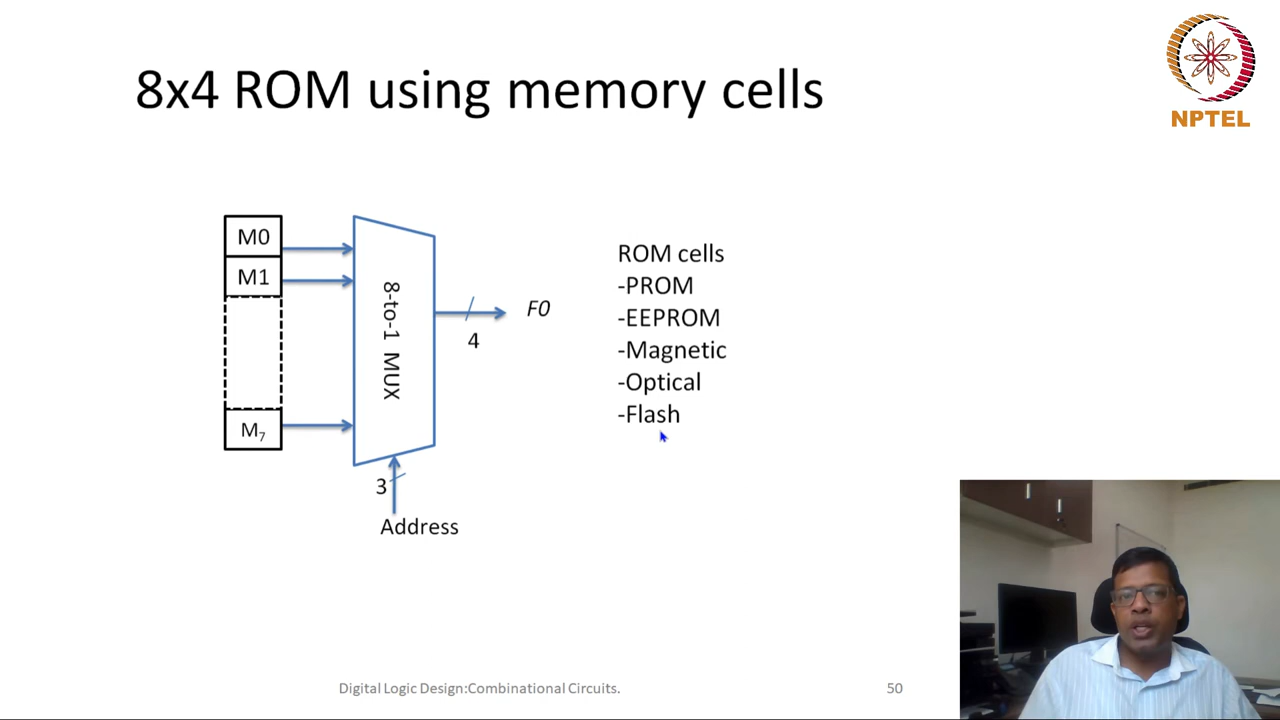 8x4 ROM using memory cells
NPTEL
M0
M1
M7
8-to-1 MUX
4
F0
3
Address
ROM cells
-PROM
-EEPROM
-Magnetic
-Optical
-Flash
Digital Logic Design:Combinational Circuits.
50